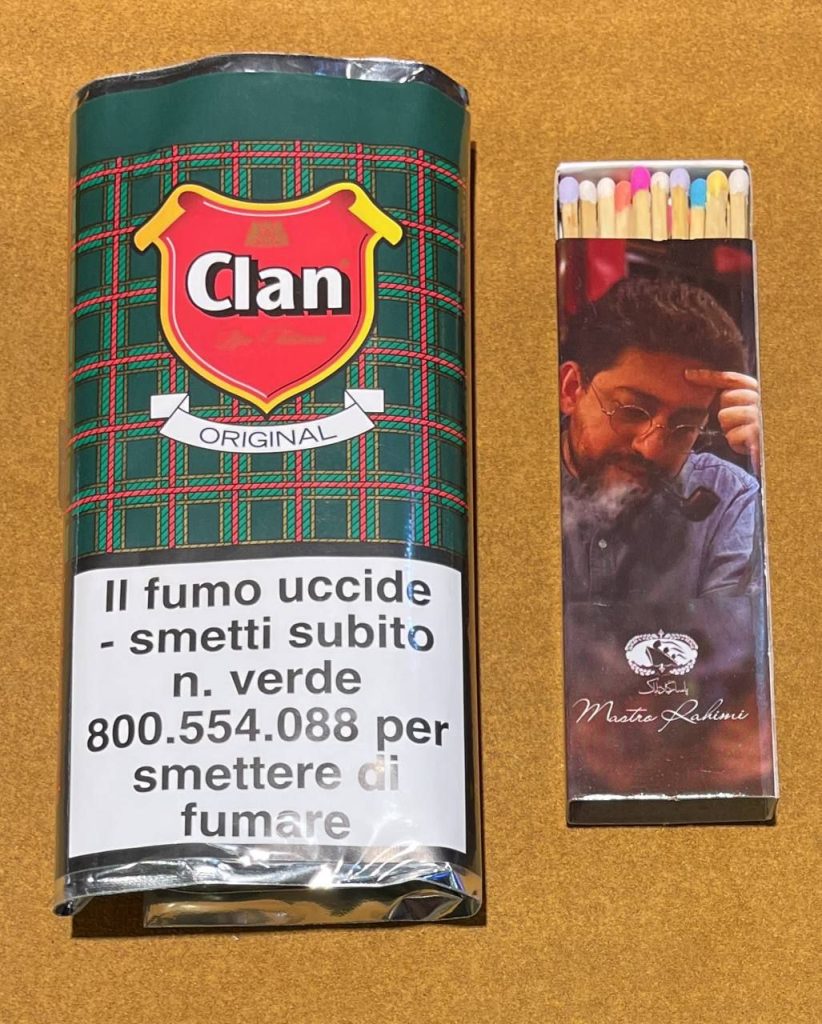 Clan
ORIGINAL
Il fumo uccide
- smetti subito
n. verde
800.554.088 per
smettere di
fumare
Mastro Rahimi